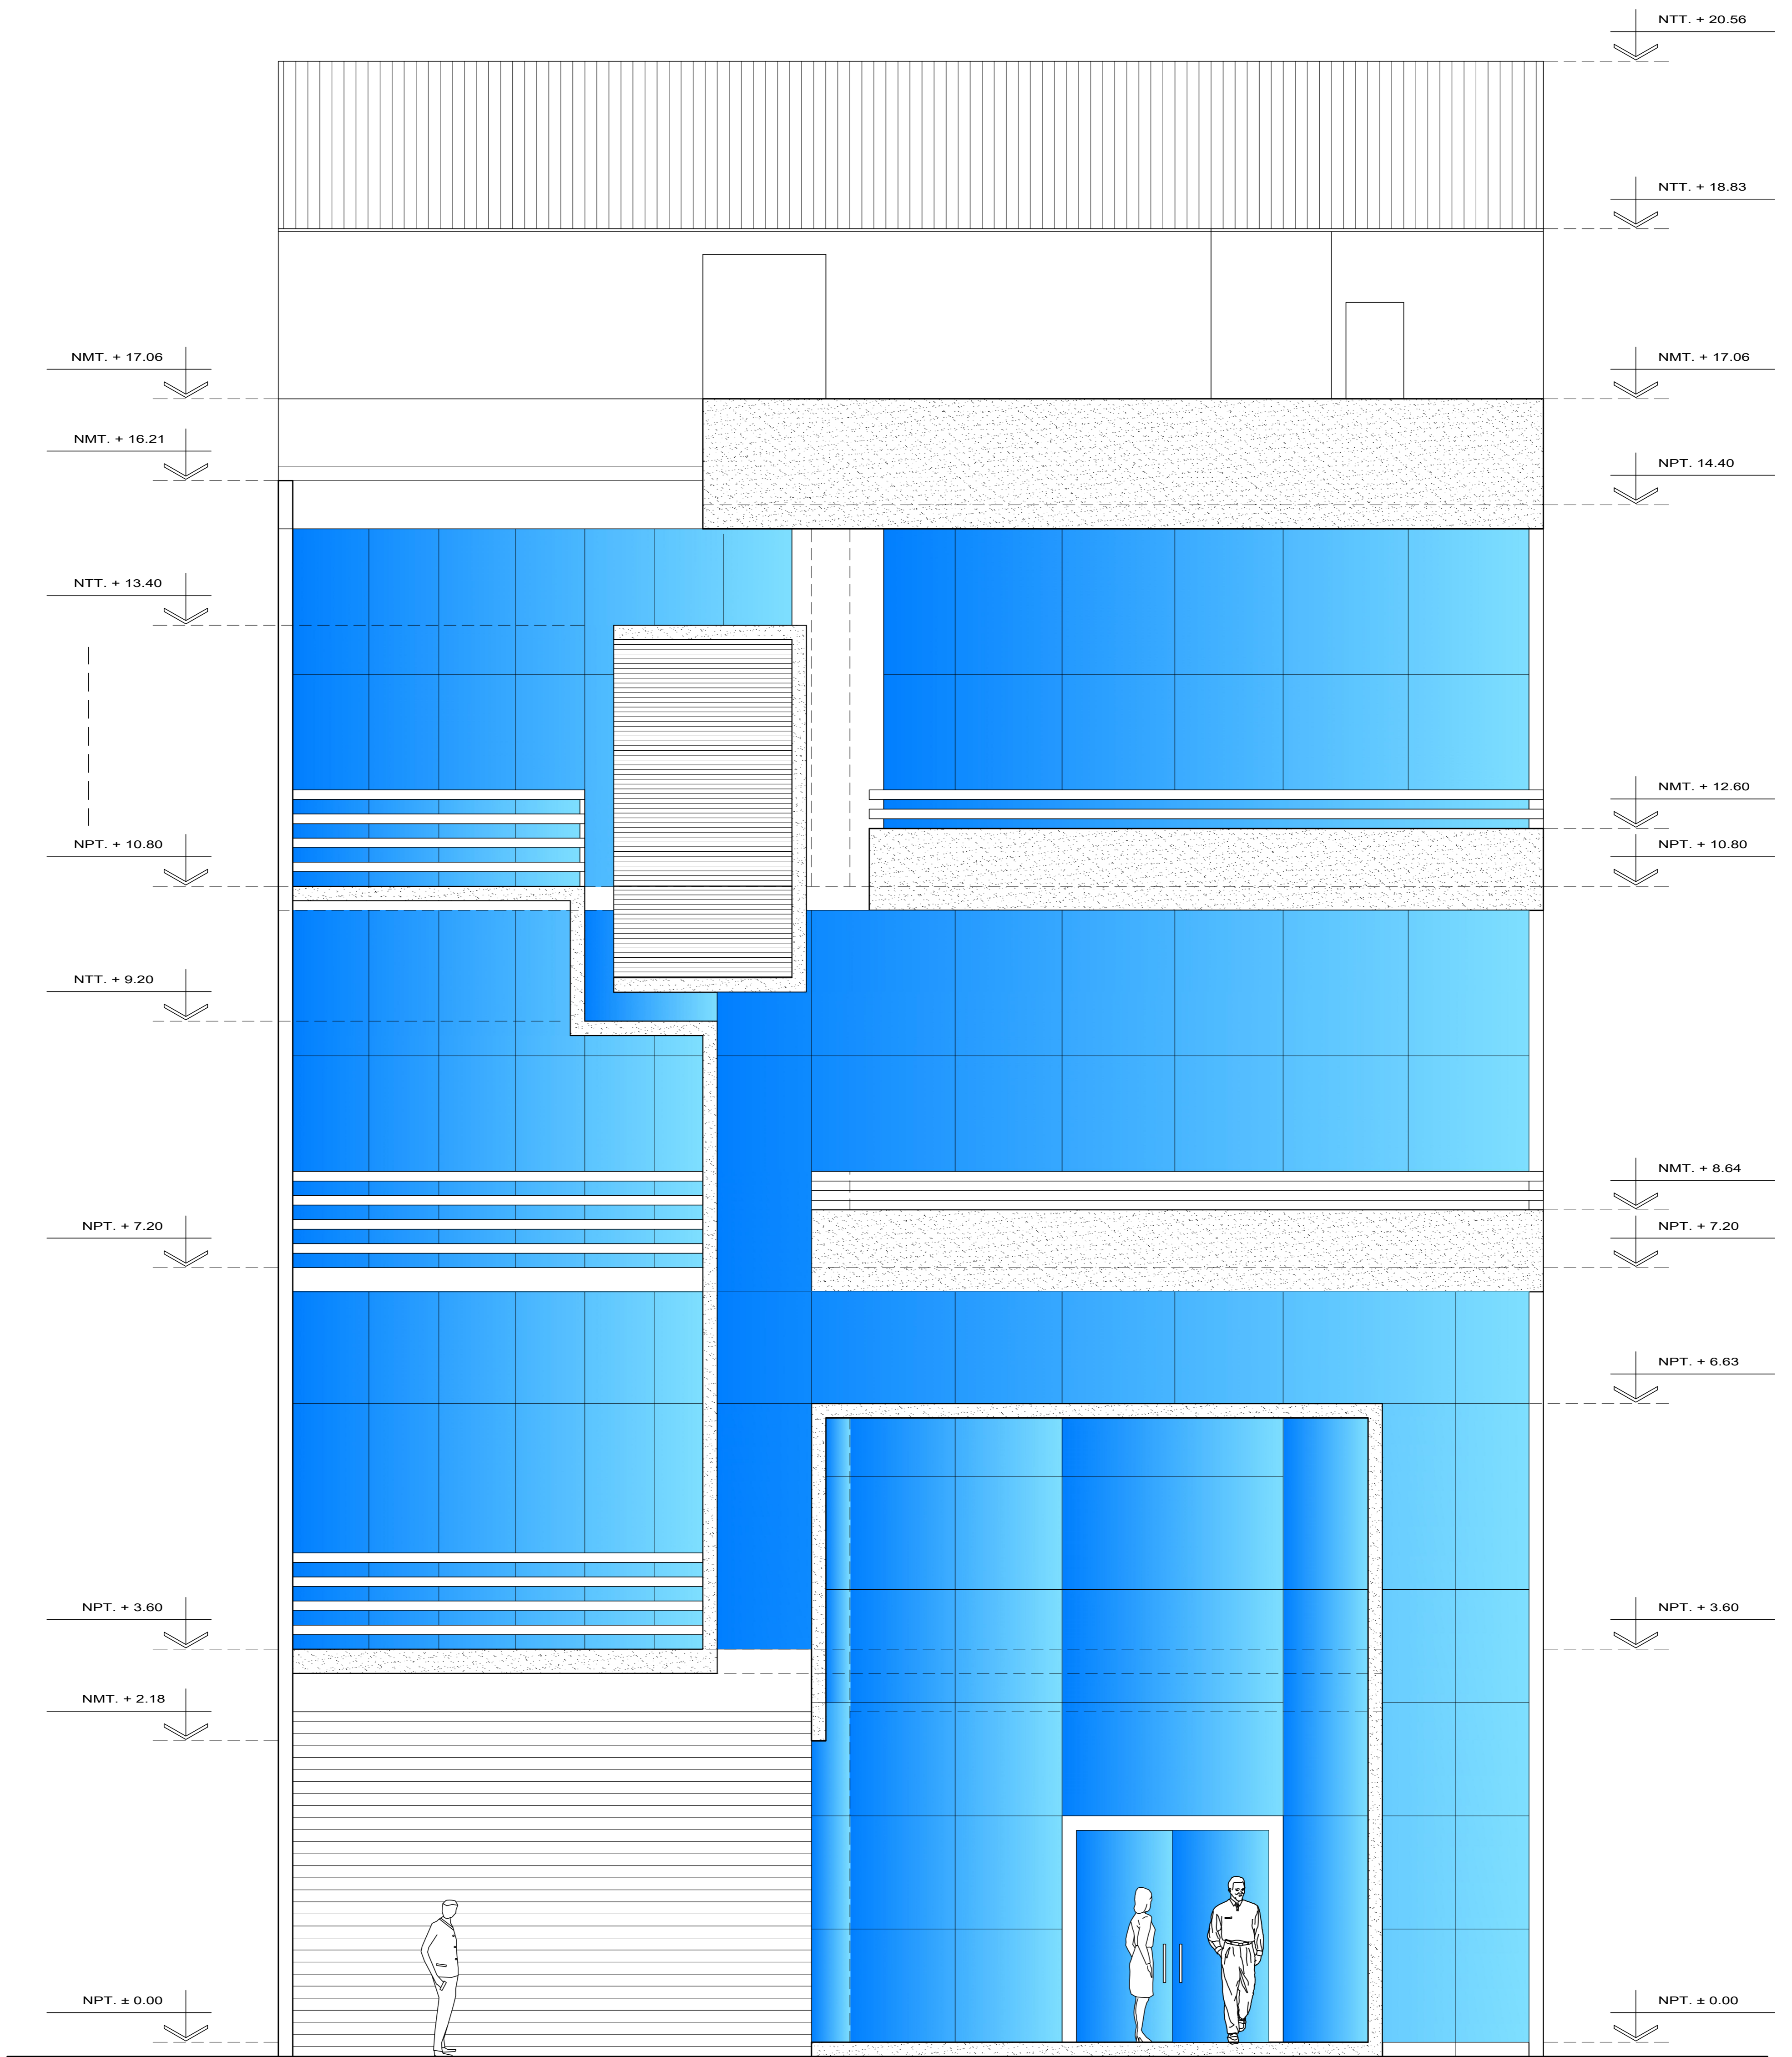 NTT. + 20.56
NTT. + 18.83
NMT. + 17.06
NMT. + 17.06
NMT. + 16.21
NPT. 14.40
NTT. + 13.40
NMT. + 12.60
NPT. + 10.80
NPT. + 10.80
NTT. + 9.20
NMT. + 8.64
NPT. + 7.20
NPT. + 7.20
NPT. + 6.63
NPT. + 3.60
NPT. + 3.60
NMT. + 2.18
NPT. ± 0.00
NPT. ± 0.00